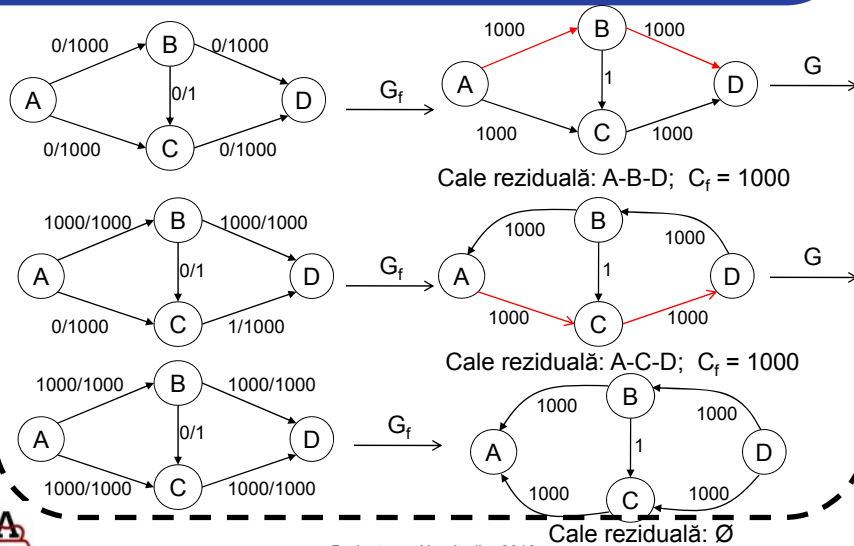 0/1000 B 0/1000
A 0/1 D
0/1000 C 0/1000
G_f
1000 B 1000
A 1 D
1000 C 1000
G
Cale reziduală: A-B-D; C_f = 1000
1000/1000 B 1000/1000
A 0/1 D
0/1000 C 1/1000
G_f
B
1000 1000
A 1 D
1000 C 1000
G
Cale reziduală: A-C-D; C_f = 1000
1000/1000 B 1000/1000
A 0/1 D
1000/1000 C 1000/1000
G_f
B
1000 1000
A 1 D
1000 C 1000
Cale reziduală: Ø
A